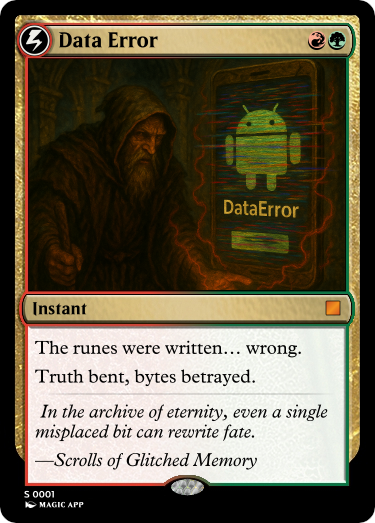 Data Error
DataError
Instant
The runes were written... wrong.
Truth bent, bytes betrayed.
In the archive of eternity, even a single
misplaced bit can rewrite fate.
—Scrolls of Glitched Memory
S 0001
MAGIC APP